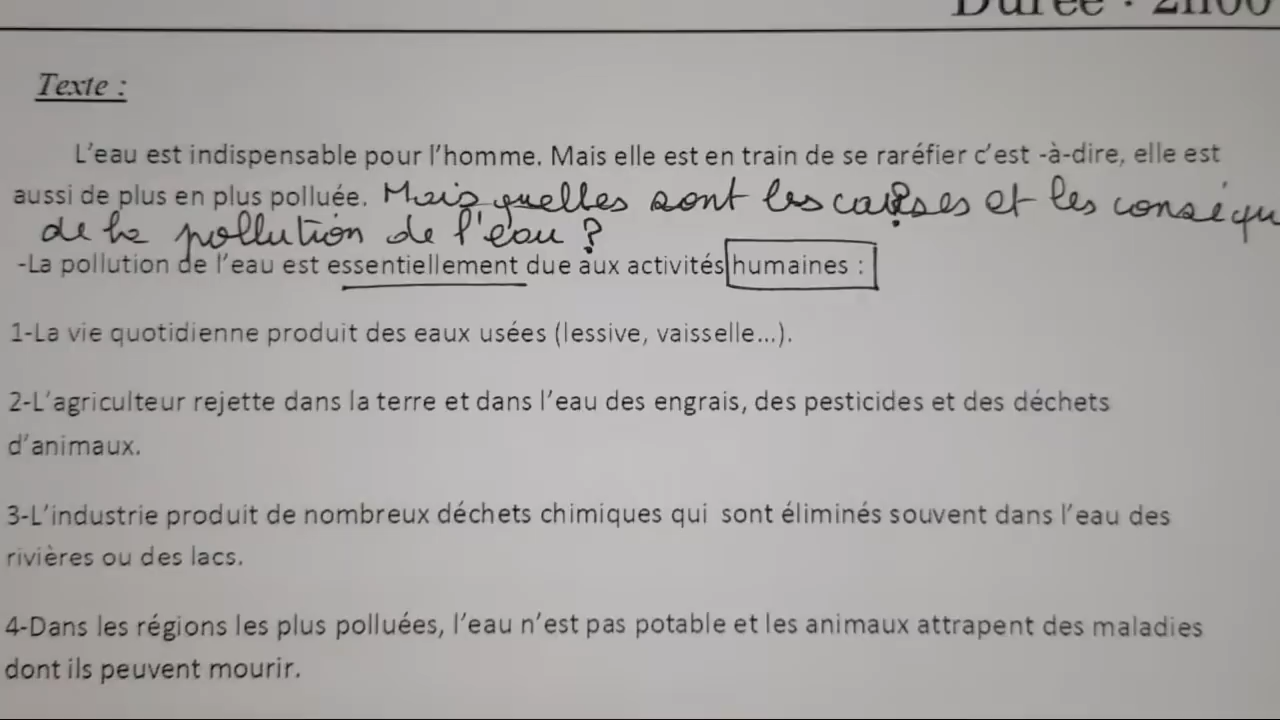 Durée : 2h00
Texte :
L'eau est indispensable pour l'homme. Mais elle est en train de se raréfier c'est -à-dire, elle est
aussi de plus en plus polluée. Mais quelles sont les causes et les conséqu
de la pollution de l'eau ?
-La pollution de l'eau est essentiellement due aux activités humaines :
1-La vie quotidienne produit des eaux usées (lessive, vaisselle...).
2-L'agriculteur rejette dans la terre et dans l'eau des engrais, des pesticides et des déchets
d'animaux.
3-L'industrie produit de nombreux déchets chimiques qui sont éliminés souvent dans l'eau des
rivières ou des lacs.
4-Dans les régions les plus polluées, l'eau n'est pas potable et les animaux attrapent des maladies
dont ils peuvent mourir.